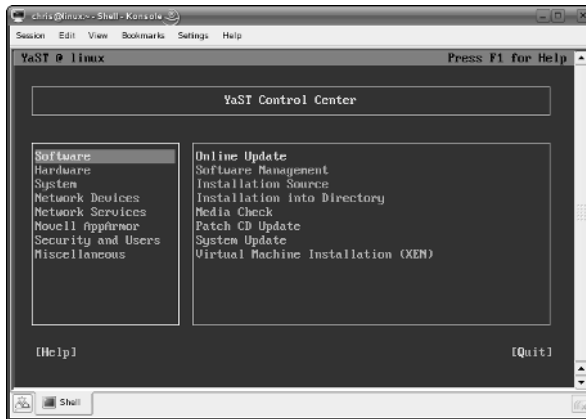 chris@linux:~ - Shell - Konsole
Session Edit View Bookmarks Settings Help
YaST @ linux Press F1 for Help
YaST Control Center
Software
Hardware
System
Network Devices
Network Services
Novell AppArmor
Security and Users
Miscellaneous
Online Update
Software Management
Installation Source
Installation into Directory
Media Check
Patch CD Update
System Update
Virtual Machine Installation (XEN)
[Help] [Quit]
Shell